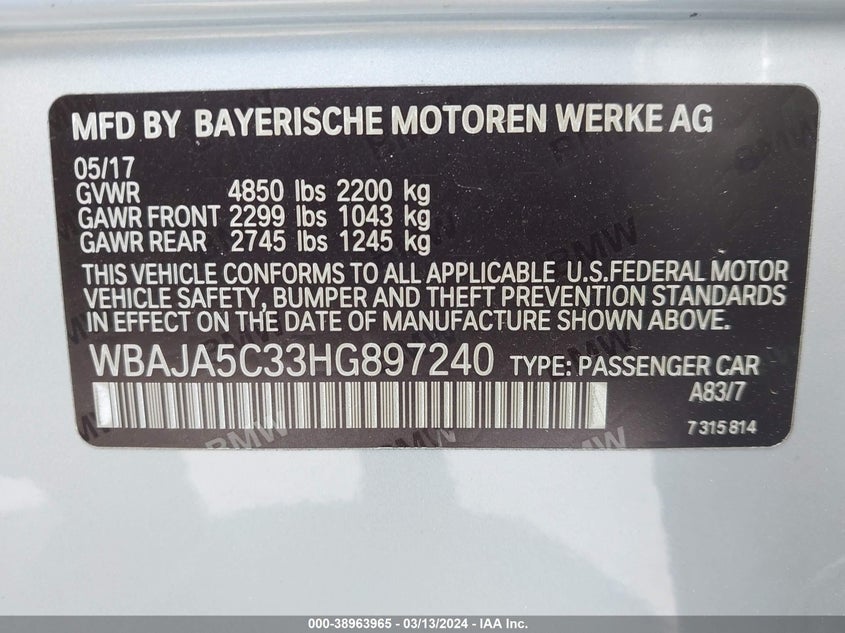 MFD BY BAYERISCHE MOTOREN WERKE AG
05/17
GVWR 4850 lbs 2200 kg
GAWR FRONT 2299 lbs 1043 kg
GAWR REAR 2745 lbs 1245 kg
THIS VEHICLE CONFORMS TO ALL APPLICABLE U.S.FEDERAL MOTOR
VEHICLE SAFETY, BUMPER AND THEFT PREVENTION STANDARDS
IN EFFECT ON THE DATE OF MANUFACTURE SHOWN ABOVE.
WBAJA5C33HG897240 TYPE: PASSENGER CAR
A83/7
7 315 814
000-38963965 - 03/13/2024 - IAA Inc.